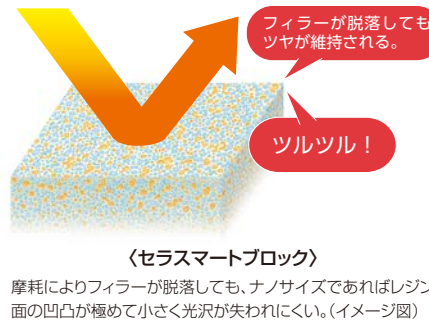 フィラーが脱落しても
ツヤが維持される。
ツルツル！
〈セラスマートブロック〉
摩耗によりフィラーが脱落しても、ナノサイズであればレジン
面の凹凸が極めて小さく光沢が失われにくい。(イメージ図)